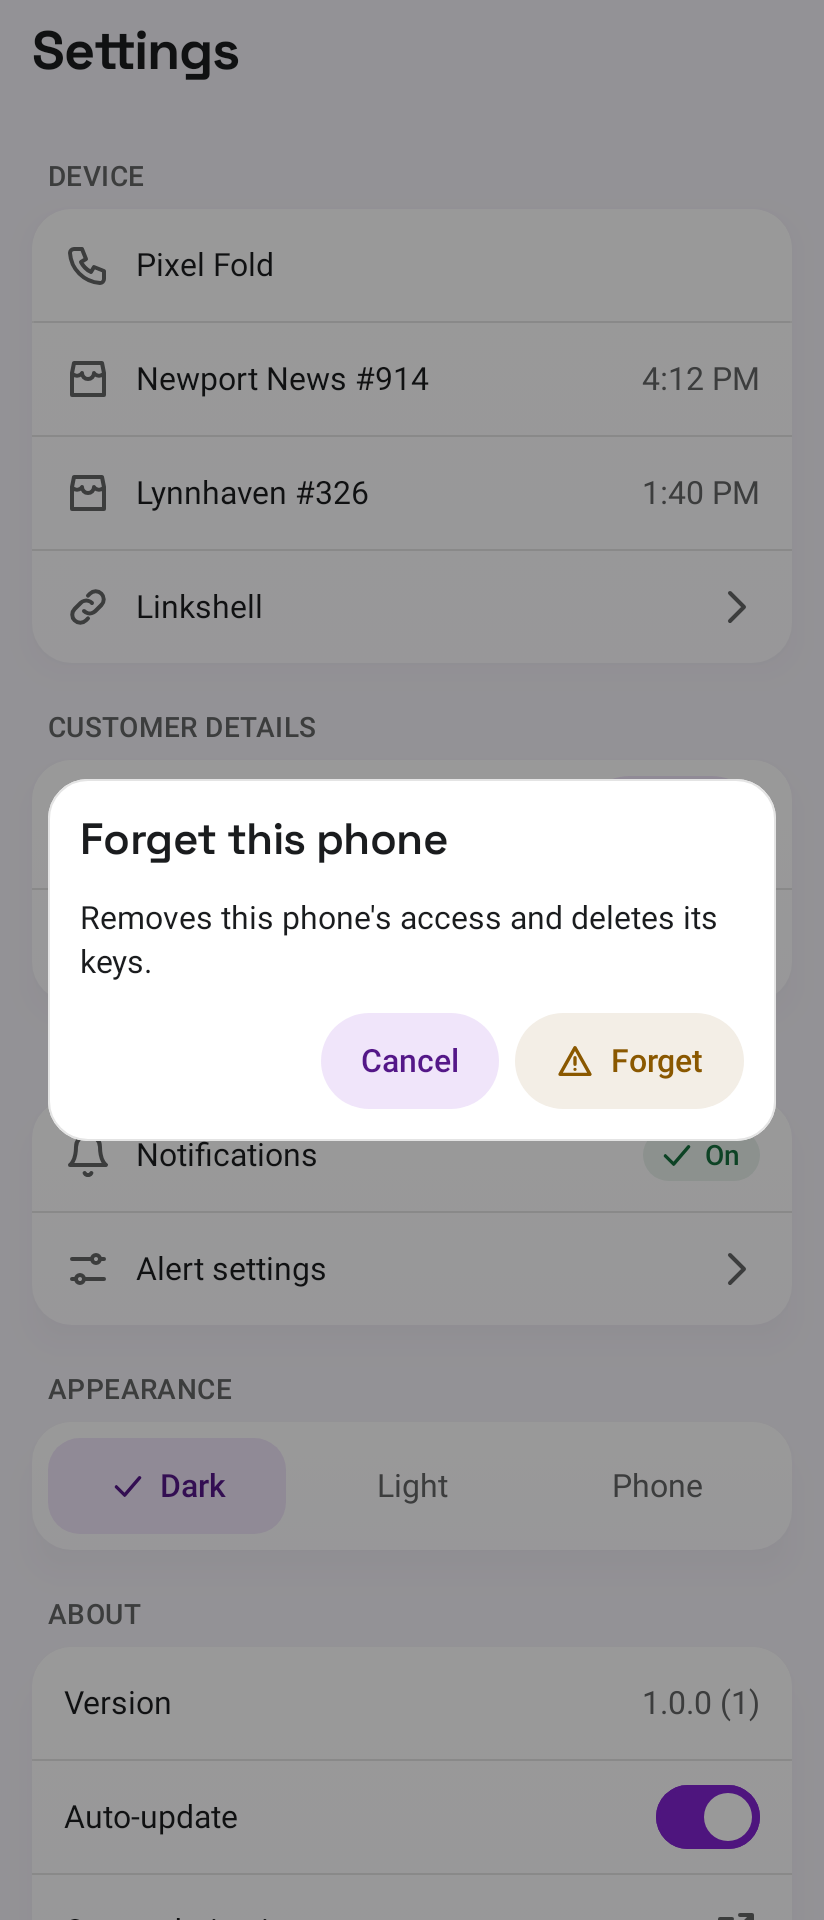 Settings
DEVICE
Pixel Fold
Newport News #914 4:12 PM
Lynnhaven #326 1:40 PM
Linkshell
CUSTOMER DETAILS
Forget this phone
Removes this phone's access and deletes its
keys.
Cancel Forget
Notifications On
Alert settings
APPEARANCE
Dark Light Phone
ABOUT
Version 1.0.0 (1)
Auto-update